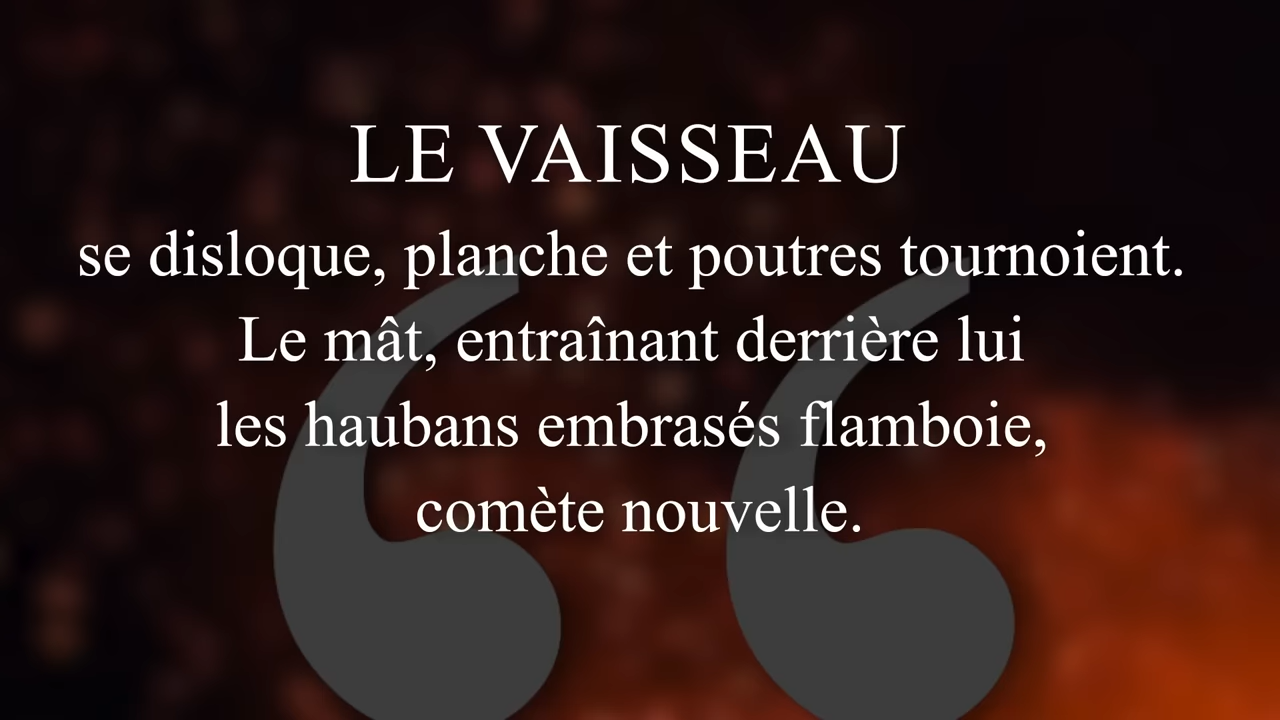 LE VAISSEAU
se disloque, planche et poutres tournoient.
Le mât, entraînant derrière lui
les haubans embrasés flamboie,
comète nouvelle.